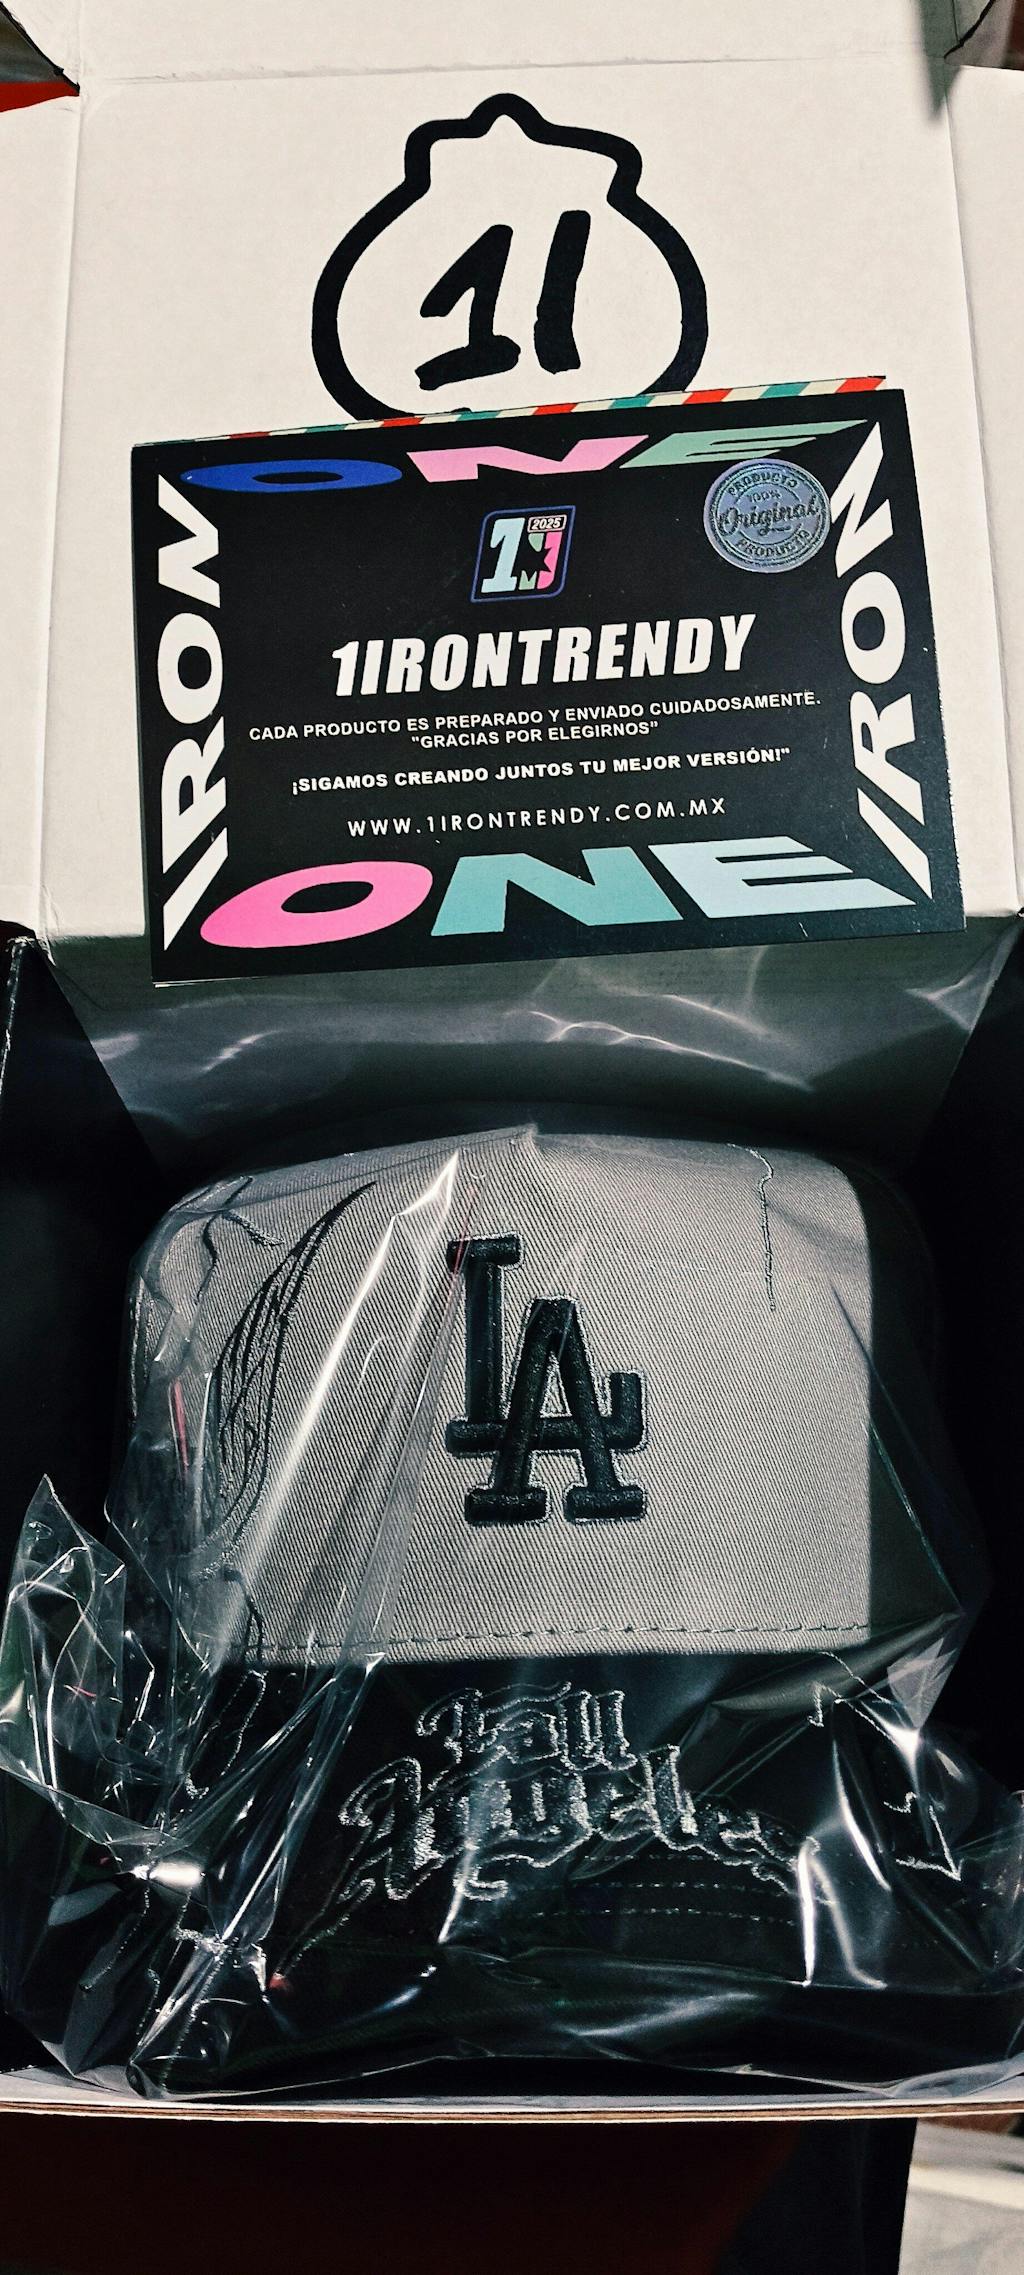 1I
ONE
IRON
IRON
PRODUCTO
100%
Original
PRODUCTO
2025
1IRONTRENDY
CADA PRODUCTO ES PREPARADO Y ENVIADO CUIDADOSAMENTE.
"GRACIAS POR ELEGIRNOS"
¡SIGAMOS CREANDO JUNTOS TU MEJOR VERSIÓN!"
WWW.1IRONTRENDY.COM.MX
ONE
LA
Angeles